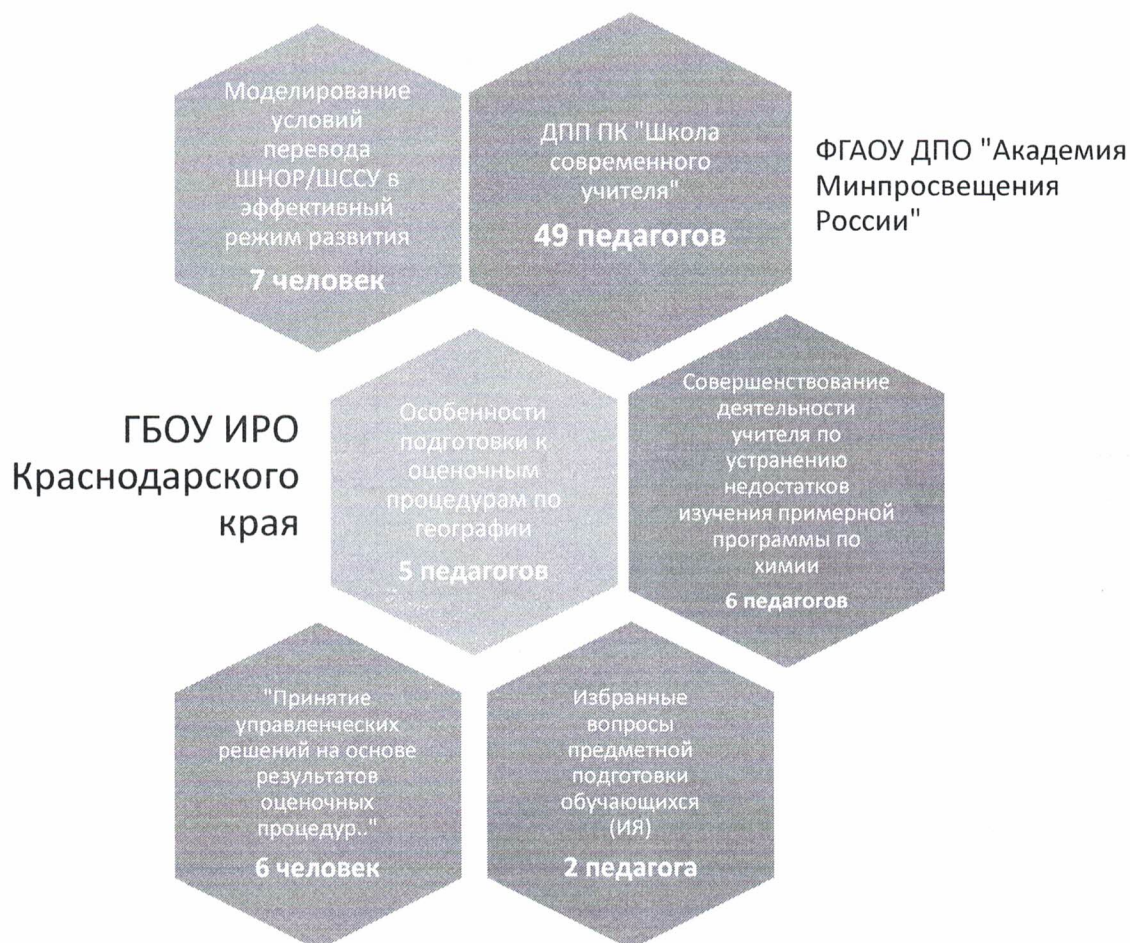 Моделирование
условий
перевода
ШНОР/ШССУ в
эффективный
режим развития
7 человек
ДПП ПК "Школа
современного
учителя"
49 педагогов
ФГАОУ ДПО "Академия
Минпросвещения
России"
ГБОУ ИРО
Краснодарского
края
Особенности
подготовки к
оценочным
процедурам по
географии
5 педагогов
Совершенствование
деятельности
учителя по
устранению
недостатков
изучения примерной
программы по
химии
6 педагогов
"Принятие
управленческих
решений на основе
результатов
оценочных
процедур.."
6 человек
Избранные
вопросы
предметной
подготовки
обучающихся
(ИЯ)
2 педагога